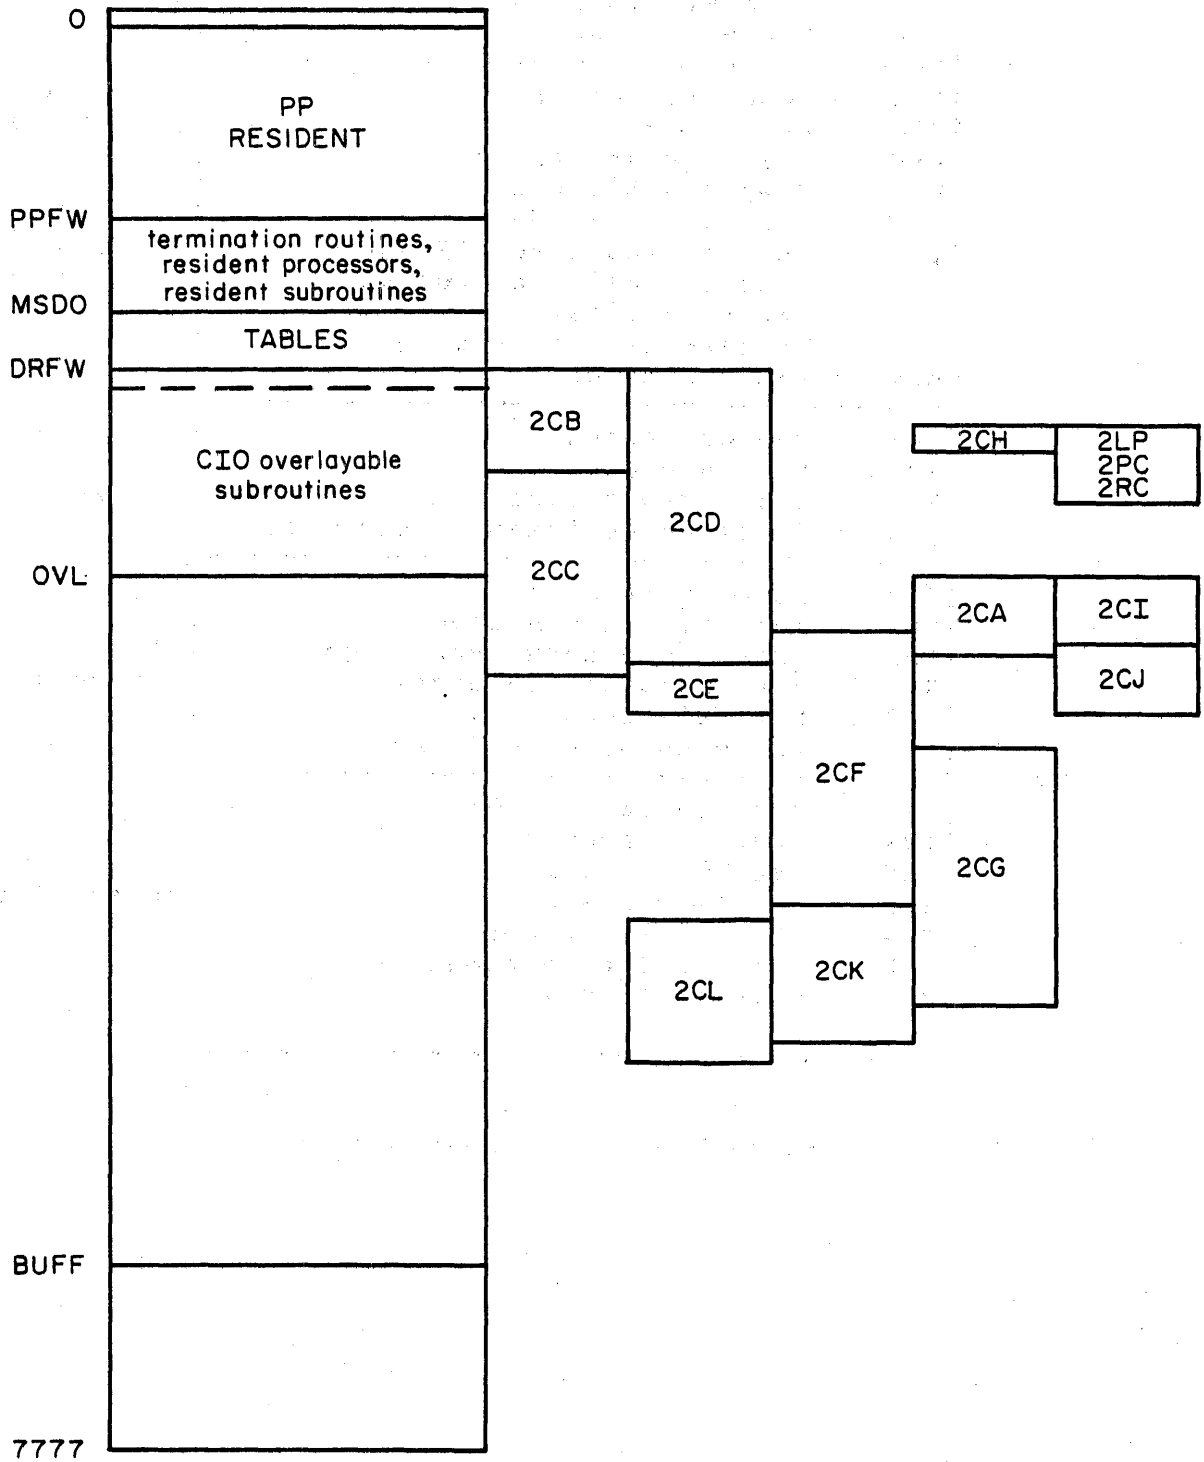 0
PP
RESIDENT
PPFW
termination routines,
resident processors,
resident subroutines
MSDO
TABLES
DRFW
CIO overlayable
subroutines
OVL
BUFF
7777
2CB
2CC
2CD
2CE
2CL
2CF
2CK
2CH
2CA
2CG
2LP
2PC
2RC
2CI
2CJ